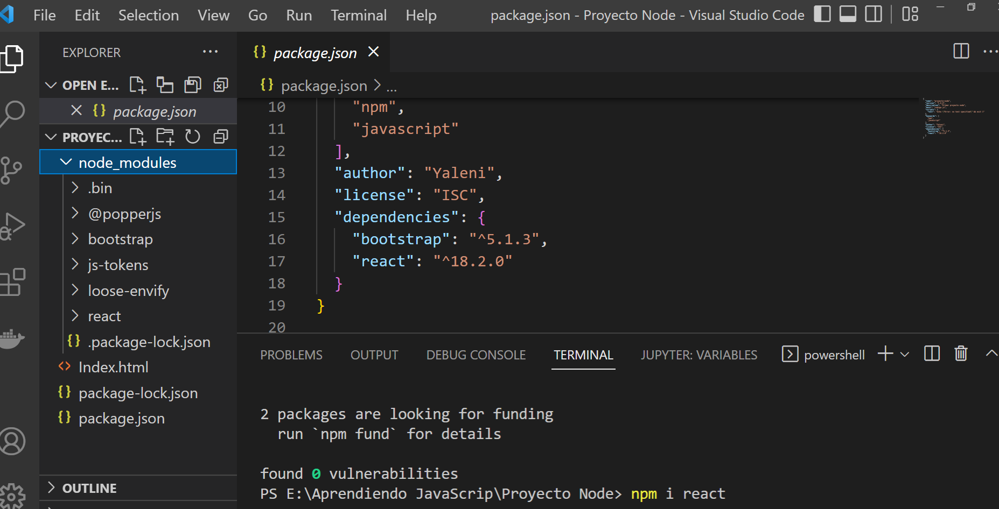 File Edit Selection View Go Run Terminal Help
package.json - Proyecto Node - Visual Studio Code
EXPLORER
OPEN E...
package.json
PROYEC...
node_modules
.bin
@popperjs
bootstrap
js-tokens
loose-envify
react
.package-lock.json
Index.html
package-lock.json
package.json
OUTLINE
package.json
package.json > ...
10 "npm",
11 "javascript"
12 ],
13 "author": "Yaleni",
14 "license": "ISC",
15 "dependencies": {
16 "bootstrap": "^5.1.3",
17 "react": "^18.2.0"
18 }
19 }
20
PROBLEMS OUTPUT DEBUG CONSOLE TERMINAL JUPYTER: VARIABLES powershell
2 packages are looking for funding
run `npm fund` for details
found 0 vulnerabilities
PS E:\Aprendiendo JavaScrip\Proyecto Node> npm i react